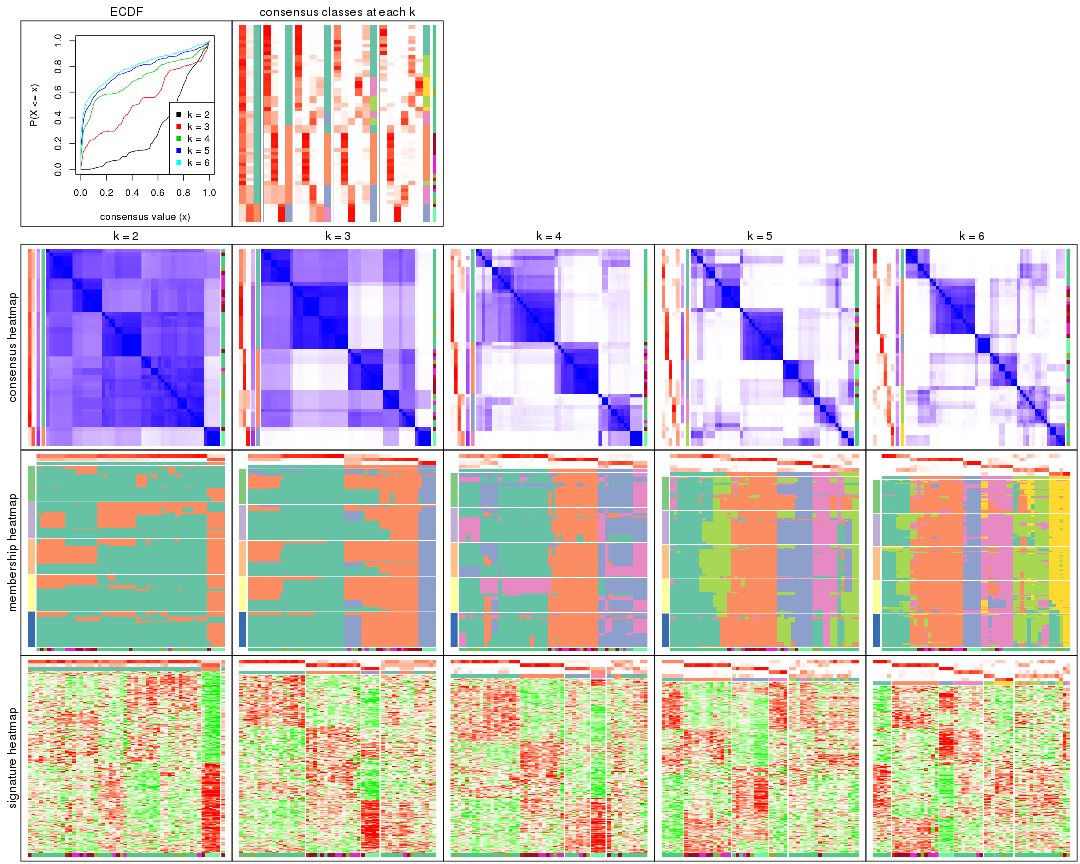 ECDF
consensus classes at each k
P(X <= x)
0.0 0.2 0.4 0.6 0.8 1.0
k = 2
k = 3
k = 4
k = 5
k = 6
0.0 0.2 0.4 0.6 0.8 1.0
consensus value (x)
k = 2
k = 3
k = 4
k = 5
k = 6
consensus heatmap
membership heatmap
signature heatmap